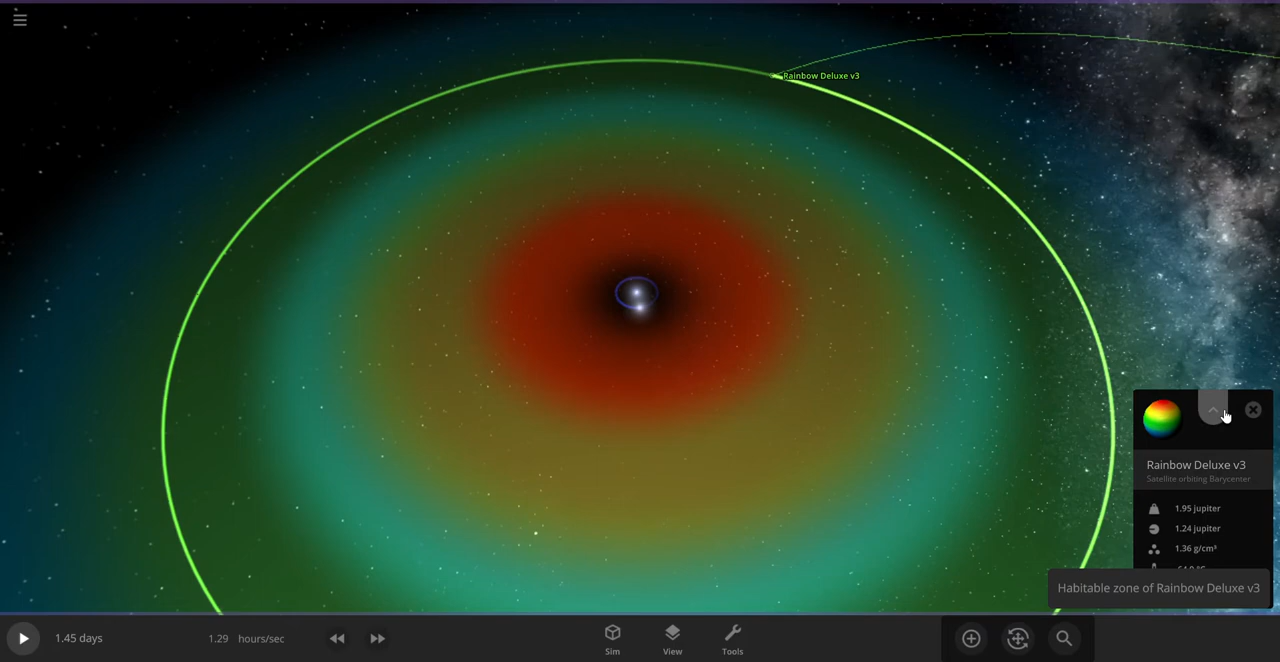 Rainbow Deluxe v3
Rainbow Deluxe v3
Satellite orbiting Barycenter
1.95 jupiter
1.24 jupiter
1.36 g/cm³
Habitable zone of Rainbow Deluxe v3
1.45 days
1.29 hours/sec
Sim
View
Tools